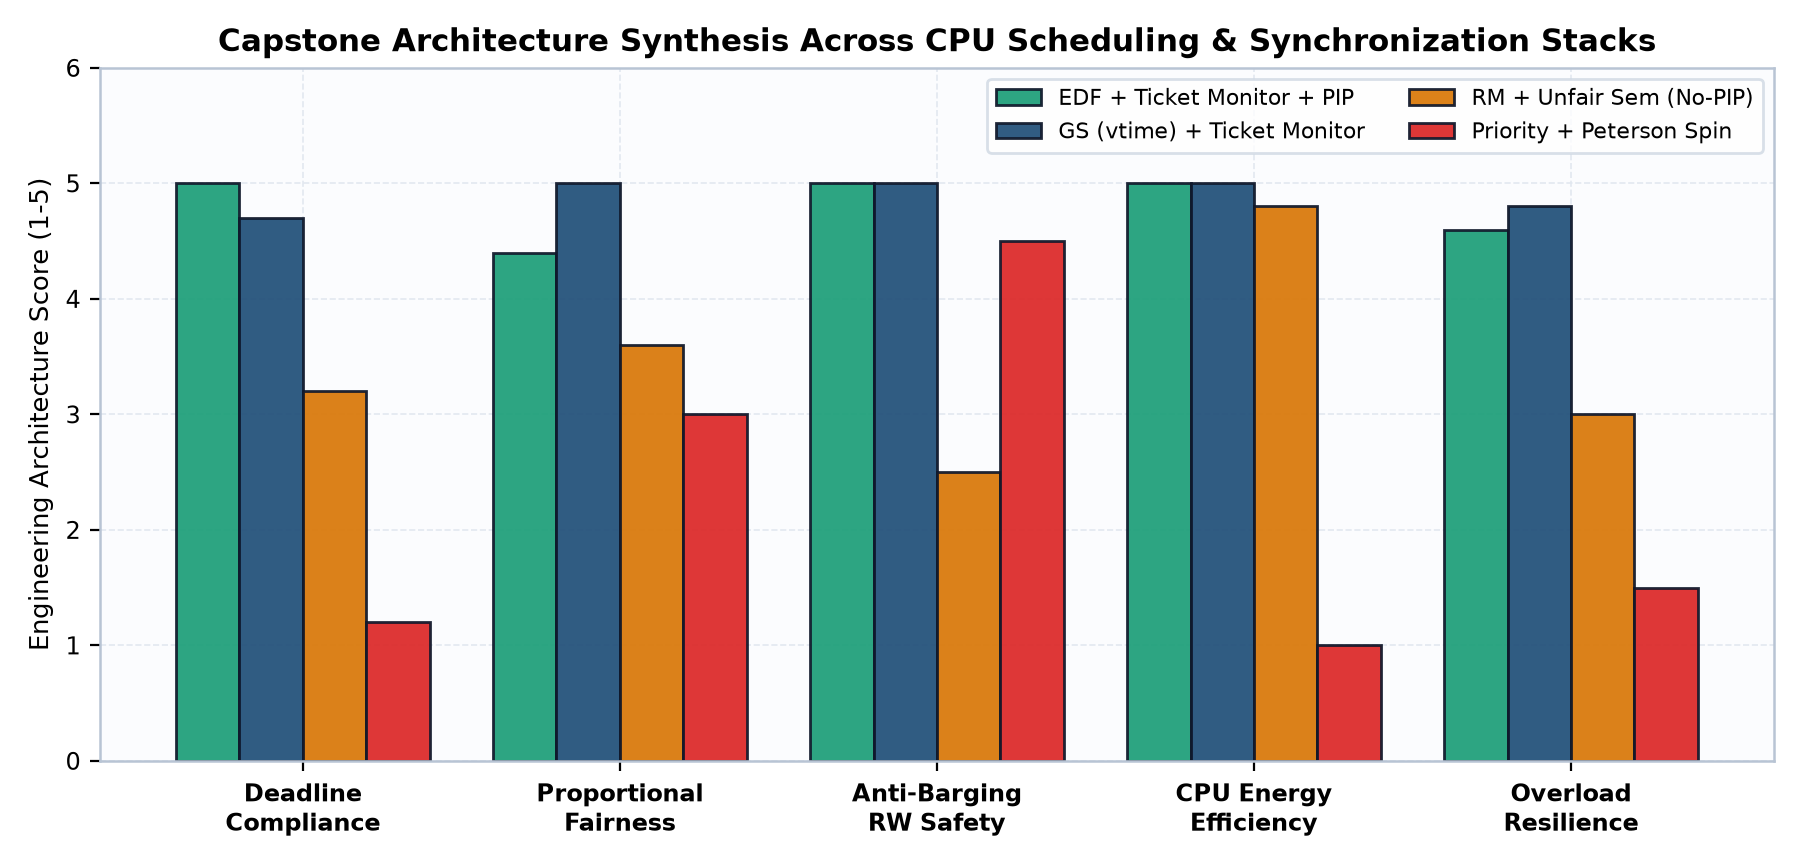 Capstone Architecture Synthesis Across CPU Scheduling & Synchronization Stacks
EDF + Ticket Monitor + PIP
GS (vtime) + Ticket Monitor
RM + Unfair Sem (No-PIP)
Priority + Peterson Spin
Engineering Architecture Score (1-5)
6
5
4
3
2
1
0
Deadline
Compliance
Proportional
Fairness
Anti-Barging
RW Safety
CPU Energy
Efficiency
Overload
Resilience